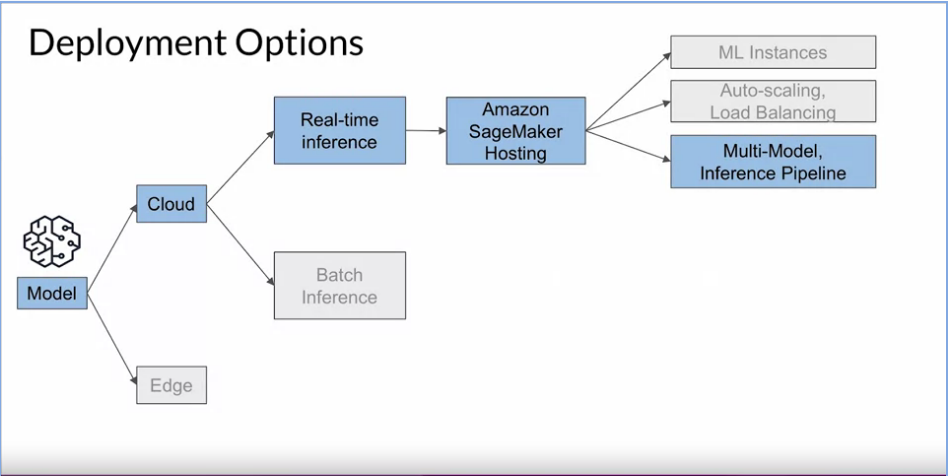 Deployment Options
ML Instances
Auto-scaling,
Load Balancing
Real-time
inference
Amazon
SageMaker
Hosting
Multi-Model,
Inference Pipeline
Cloud
Batch
Inference
Model
Edge